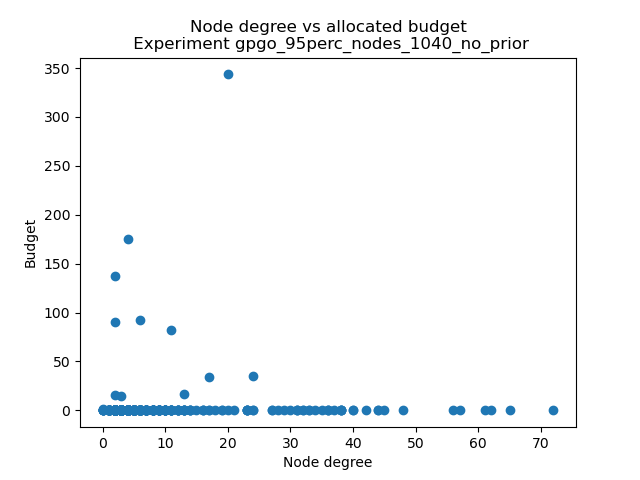 Node degree vs allocated budget
Experiment gpgo_95perc_nodes_1040_no_prior
350
300
250
200
150
100
50
0
Budget
0 10 20 30 40 50 60 70
Node degree